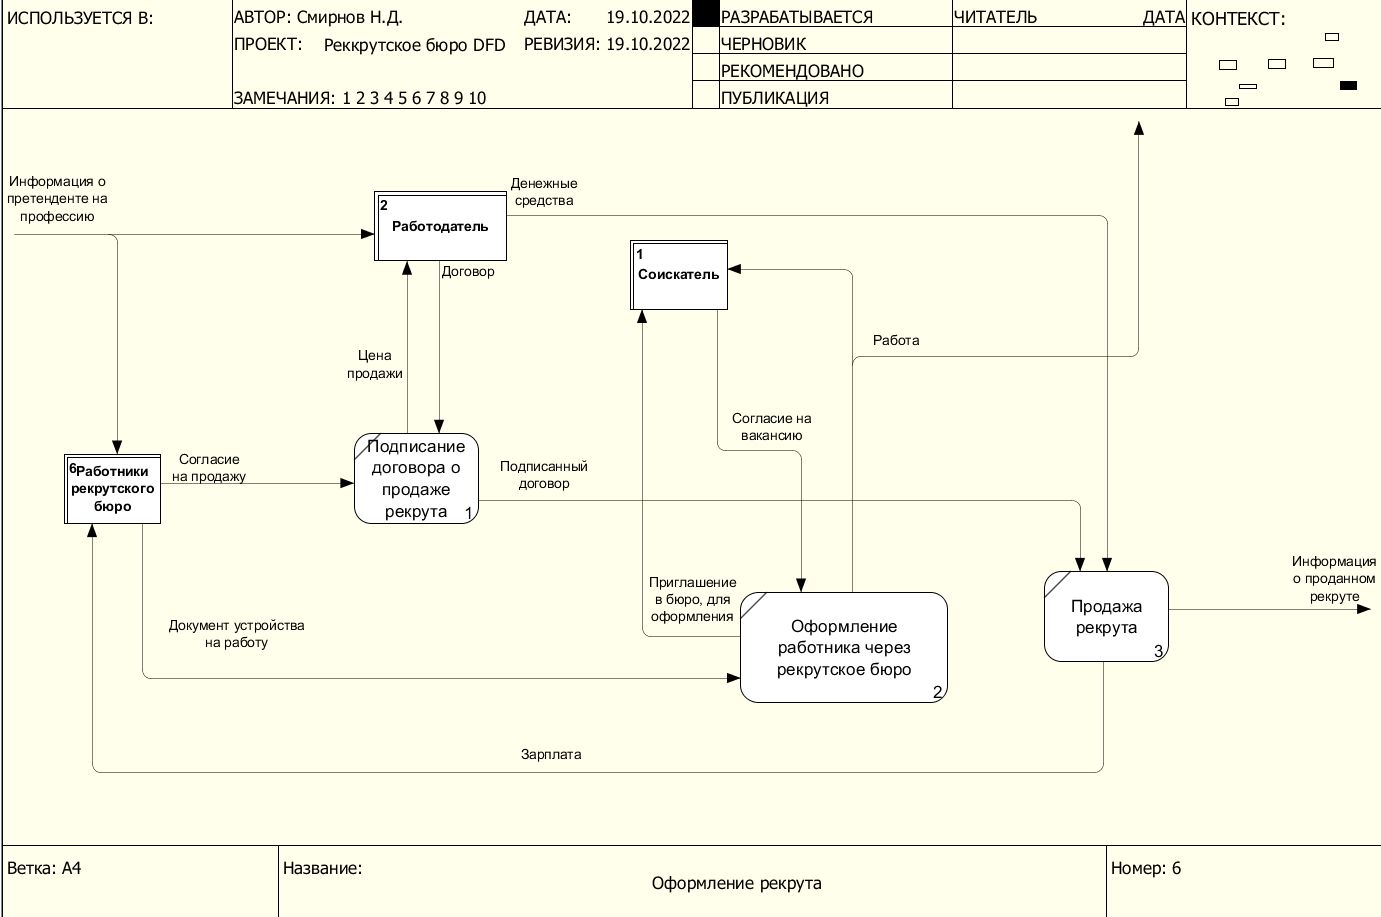 ИСПОЛЬЗУЕТСЯ В:
АВТОР: Смирнов Н.Д.
ДАТА: 19.10.2022
ПРОЕКТ: Реккрутское бюро DFD
РЕВИЗИЯ: 19.10.2022
ЗАМЕЧАНИЯ: 1 2 3 4 5 6 7 8 9 10
РАЗРАБАТЫВАЕТСЯ
ЧЕРНОВИК
РЕКОМЕНДОВАНО
ПУБЛИКАЦИЯ
ЧИТАТЕЛЬ
ДАТА
КОНТЕКСТ:
Информация о
претенденте на
профессию
2
Работодатель
Денежные
средства
1
Соискатель
Договор
Работа
Цена
продажи
Согласие на
вакансию
6
Работники
рекрутского
бюро
Согласие
на продажу
Подписание
договора о
продаже
рекрута
1
Подписанный
договор
Информация
о проданном
рекруте
Приглашение
в бюро, для
оформления
Продажа
рекрута
3
Документ устройства
на работу
Оформление
работника через
рекрутское бюро
2
Зарплата
Ветка: A4
Название:
Оформление рекрута
Номер: 6